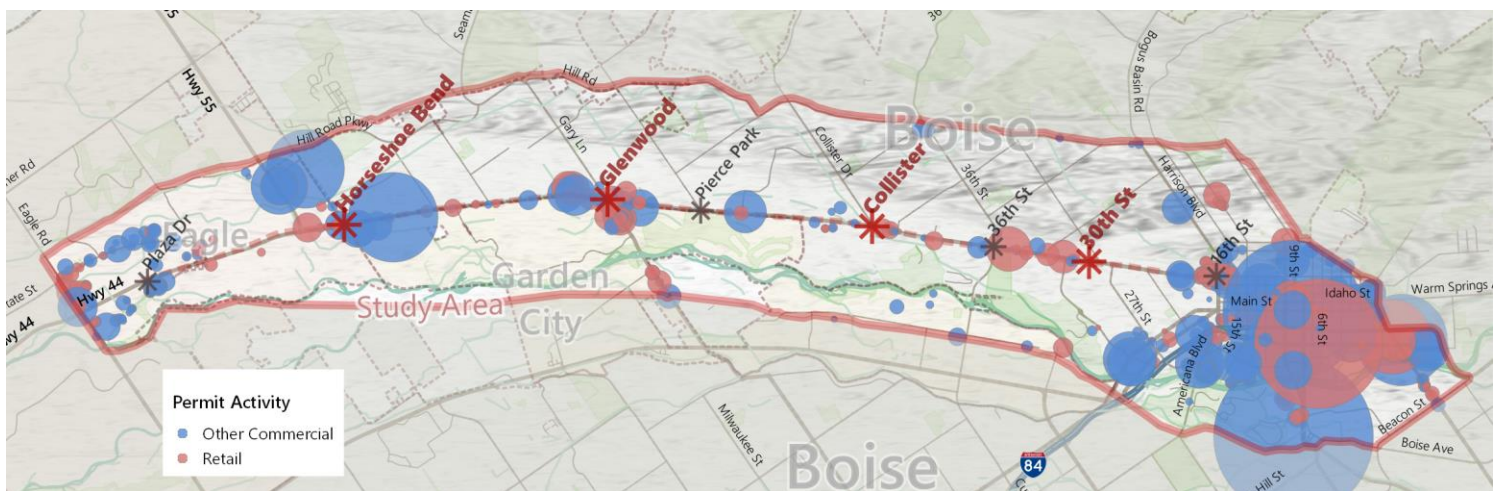 Hwy 55
Hill Rd
Bogus Basin Rd
Hill Road Pkwy
Horseshoe Bend
Gary Ln
Glenwood
Pierce Park
Collister Dr
Collister
Boise
36th St
36th St
30th St
Harrison Blvd
16th St
Eagle Rd
Eagle
Plaza Dr
Hwy 44
Hwy 44
Garden
City
Study Area
27th St
9th St
Main St
Idaho St
Warm Springs A
15th St
6th St
Americana Blvd
Beacon St
Boise Ave
Milwaukee St
Boise
84
Hill St
Permit Activity
Other Commercial
Retail